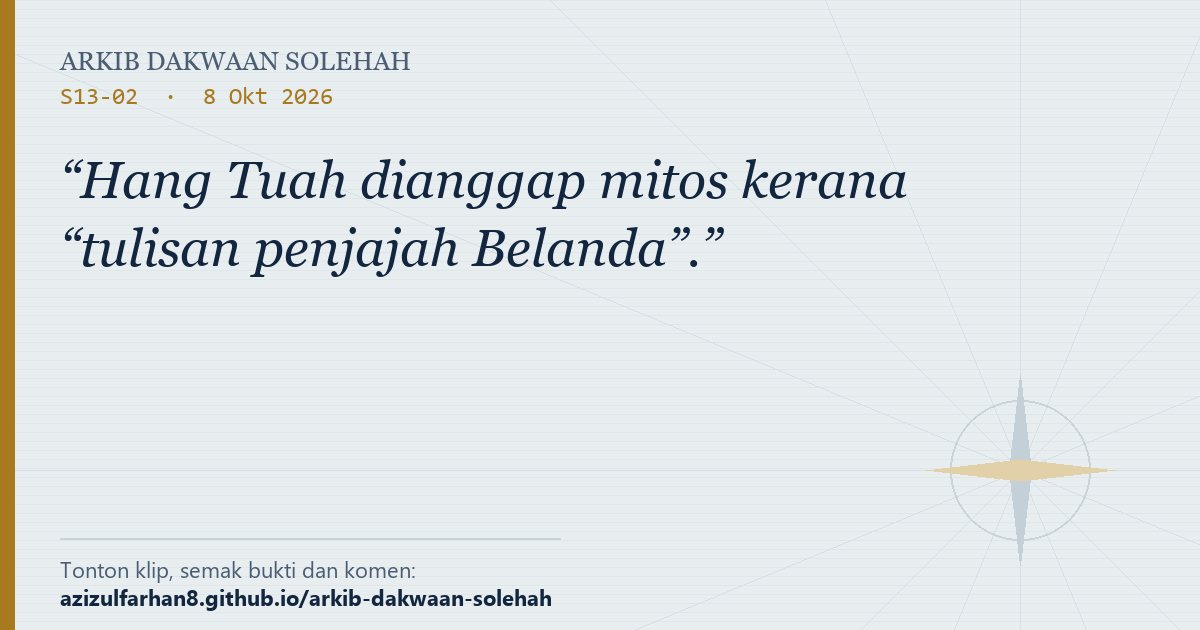 ARKIB DAKWAAN SOLEHAH
S13-02 · 8 Okt 2026
“Hang Tuah dianggap mitos kerana
“tulisan penjajah Belanda”.”
Tonton klip, semak bukti dan komen:
azizulfarhan8.github.io/arkib-dakwaan-solehah